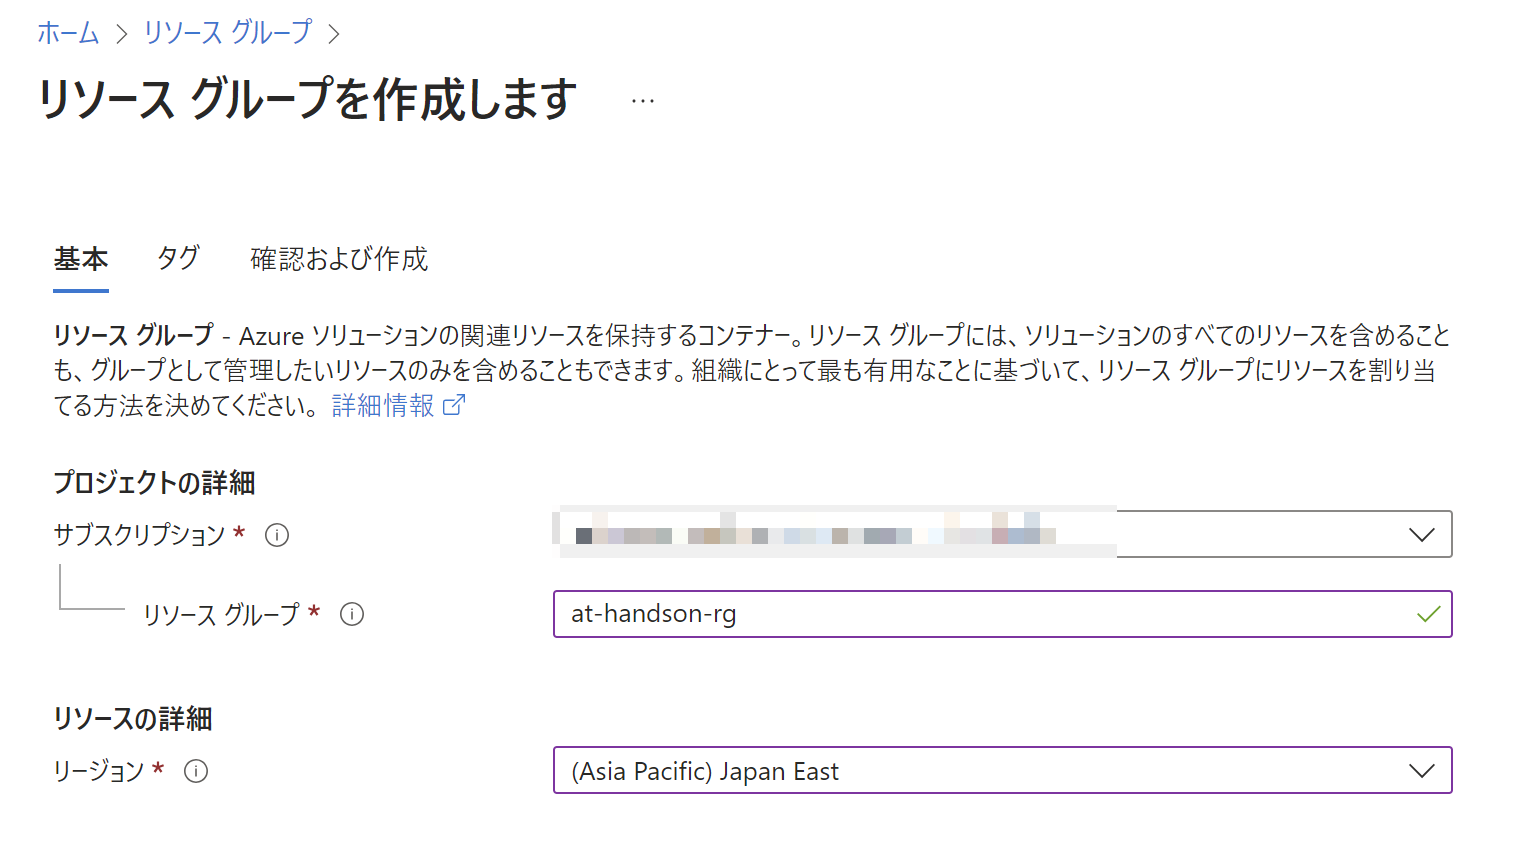 ホーム > リソース グループ >
リソース グループを作成します ...
基本 タグ 確認および作成
リソース グループ - Azure ソリューションの関連リソースを保持するコンテナー。リソース グループには、ソリューションのすべてのリソースを含めること
も、グループとして管理したいリソースのみを含めることもできます。組織にとって最も有用なことに基づいて、リソース グループにリソースを割り当
てる方法を決めてください。 詳細情報
プロジェクトの詳細
サブスクリプション *
リソース グループ * at-handson-rg
リソースの詳細
リージョン * (Asia Pacific) Japan East